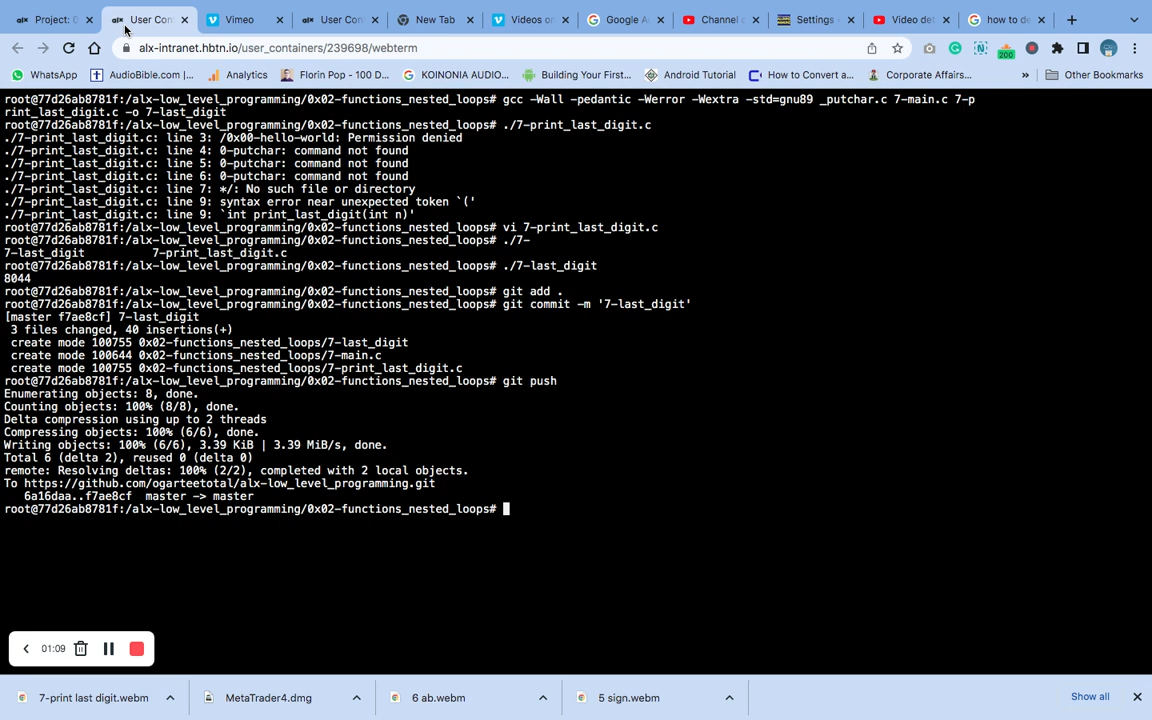 Project: 0
User Con
Vimeo
User Con
New Tab
Videos on
Google A
Channel c
Settings -
Video det
how to de
alx-intranet.hbtn.io/user_containers/239698/webterm
200
WhatsApp
AudioBible.com |...
Analytics
Florin Pop - 100 D...
KOINONIA AUDIO...
Building Your First...
Android Tutorial
How to Convert a...
Corporate Affairs...
»
Other Bookmarks
root@77d26ab8781f:/alx-low_level_programming/0x02-functions_nested_loops# gcc -Wall -pedantic -Werror -Wextra -std=gnu89 _putchar.c 7-main.c 7-p
rint_last_digit.c -o 7-last_digit
root@77d26ab8781f:/alx-low_level_programming/0x02-functions_nested_loops# ./7-print_last_digit.c
./7-print_last_digit.c: line 3: /0x00-hello-world: Permission denied
./7-print_last_digit.c: line 4: 0-putchar: command not found
./7-print_last_digit.c: line 5: 0-putchar: command not found
./7-print_last_digit.c: line 6: 0-putchar: command not found
./7-print_last_digit.c: line 7: */: No such file or directory
./7-print_last_digit.c: line 9: syntax error near unexpected token `('
./7-print_last_digit.c: line 9: `int print_last_digit(int n)'
root@77d26ab8781f:/alx-low_level_programming/0x02-functions_nested_loops# vi 7-print_last_digit.c
root@77d26ab8781f:/alx-low_level_programming/0x02-functions_nested_loops# ./7-
7-last_digit          7-print_last_digit.c
root@77d26ab8781f:/alx-low_level_programming/0x02-functions_nested_loops# ./7-last_digit
8044
root@77d26ab8781f:/alx-low_level_programming/0x02-functions_nested_loops# git add .
root@77d26ab8781f:/alx-low_level_programming/0x02-functions_nested_loops# git commit -m '7-last_digit'
[master f7ae8cf] 7-last_digit
3 files changed, 40 insertions(+)
create mode 100755 0x02-functions_nested_loops/7-last_digit
create mode 100644 0x02-functions_nested_loops/7-main.c
create mode 100755 0x02-functions_nested_loops/7-print_last_digit.c
root@77d26ab8781f:/alx-low_level_programming/0x02-functions_nested_loops# git push
Enumerating objects: 8, done.
Counting objects: 100% (8/8), done.
Delta compression using up to 2 threads
Compressing objects: 100% (6/6), done.
Writing objects: 100% (6/6), 3.39 KiB | 3.39 MiB/s, done.
Total 6 (delta 2), reused 0 (delta 0)
remote: Resolving deltas: 100% (2/2), completed with 2 local objects.
To https://github.com/ogarteetotal/alx-low_level_programming.git
6a16daa..f7ae8cf  master -> master
root@77d26ab8781f:/alx-low_level_programming/0x02-functions_nested_loops#
01:09
7-print last digit.webm
MetaTrader4.dmg
6 ab.webm
5 sign.webm
Show all